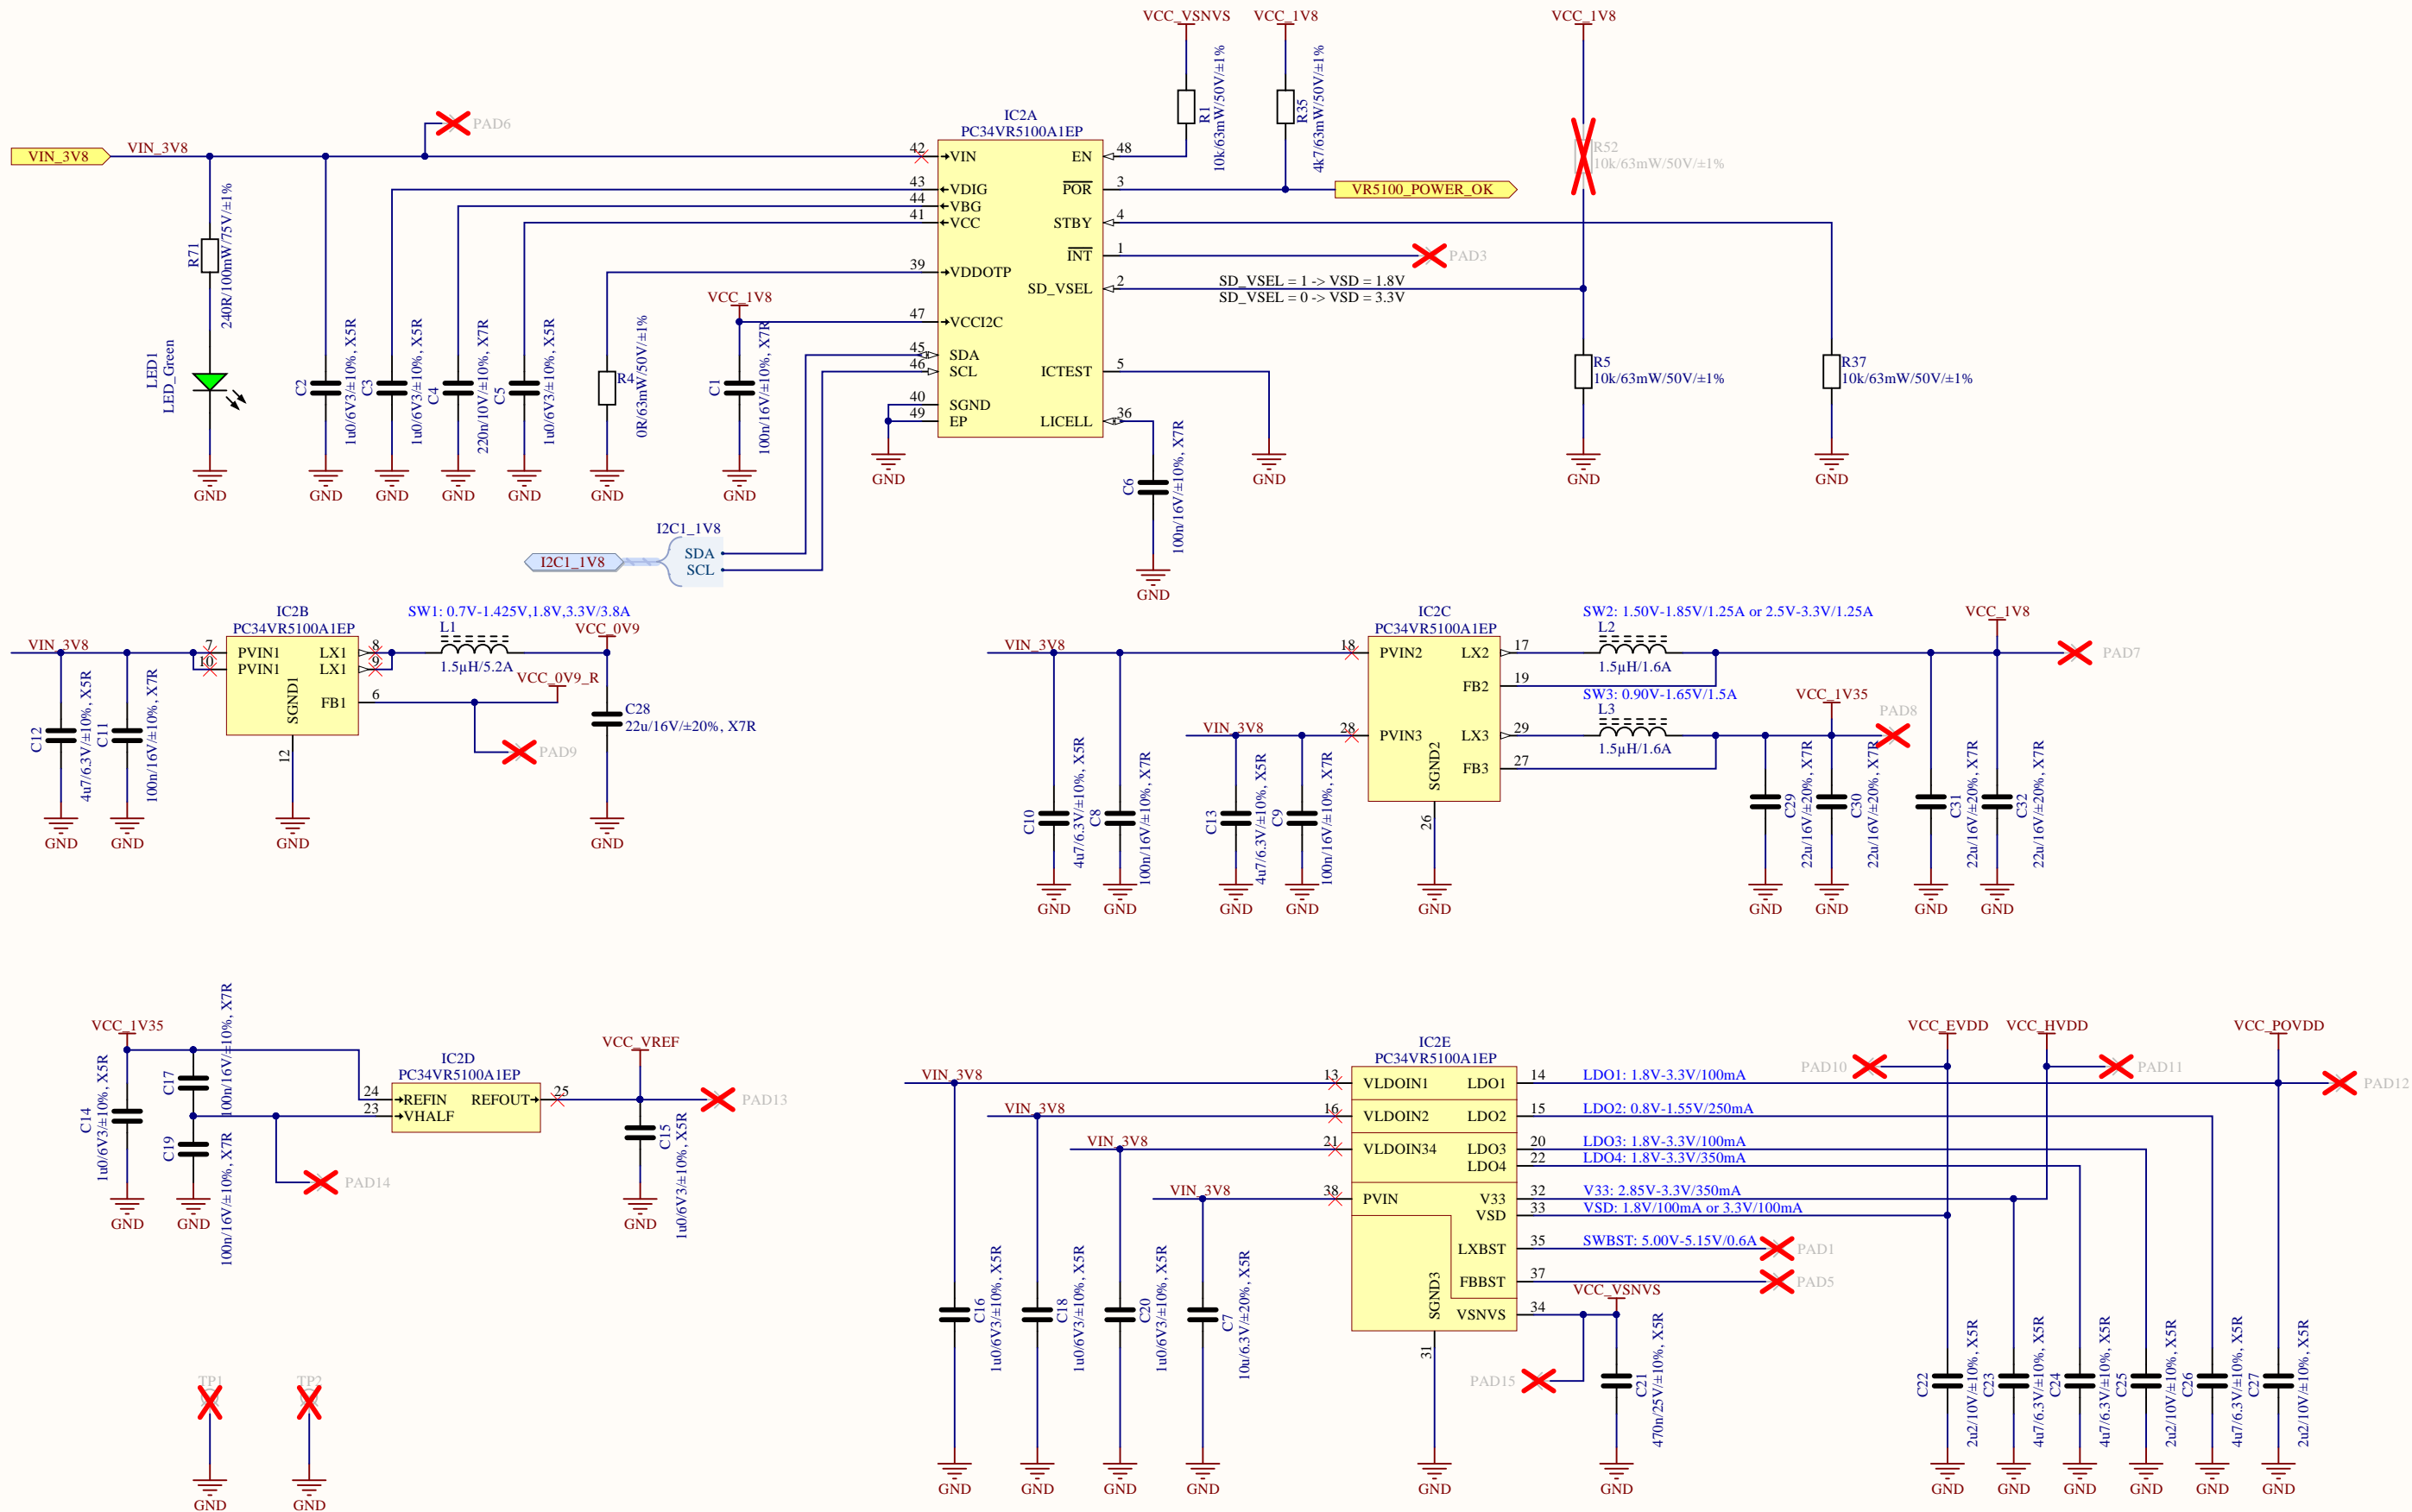 VCC_VSNVS
VCC_1V8
VCC_1V8
R1
10k/63mW/50V/±1%
R35
4k7/63mW/50V/±1%
R52
10k/63mW/50V/±1%
PAD6
VIN_3V8
VIN_3V8
IC2A
PC34VR5100A1EP
42
VIN
43
VDIG
44
VBG
41
VCC
39
VDDOTP
47
VCCI2C
45
SDA
46
SCL
40
SGND
49
EP
EN
48
POR
3
STBY
4
INT
1
SD_VSEL
2
ICTEST
5
LICELL
36
VR5100_POWER_OK
PAD3
SD_VSEL = 1 -> VSD = 1.8V
SD_VSEL = 0 -> VSD = 3.3V
R71
240R/100mW/75V/±1%
LED1
LED_Green
C2
1u0/6V3/±10%, X5R
C3
1u0/6V3/±10%, X5R
C4
220n/10V/±10%, X7R
C5
1u0/6V3/±10%, X5R
R4
0R/63mW/50V/±1%
VCC_1V8
C1
100n/16V/±10%, X7R
R5
10k/63mW/50V/±1%
R37
10k/63mW/50V/±1%
C6
100n/16V/±10%, X7R
GND
GND
GND
GND
GND
GND
GND
GND
GND
GND
GND
GND
I2C1_1V8
I2C1_1V8
SDA
SCL
IC2B
PC34VR5100A1EP
VIN_3V8
7
PVIN1
10
PVIN1
LX1
8
LX1
9
FB1
6
SGND1
12
SW1: 0.7V-1.425V,1.8V,3.3V/3.8A
L1
1.5µH/5.2A
VCC_0V9
VCC_0V9_R
PAD9
C28
22u/16V/±20%, X7R
C12
4u7/6.3V/±10%, X5R
C11
100n/16V/±10%, X7R
GND
GND
GND
GND
IC2C
PC34VR5100A1EP
VIN_3V8
18
PVIN2
VIN_3V8
28
PVIN3
LX2
17
FB2
19
LX3
29
FB3
27
SGND2
26
SW2: 1.50V-1.85V/1.25A or 2.5V-3.3V/1.25A
L2
1.5µH/1.6A
SW3: 0.90V-1.65V/1.5A
L3
1.5µH/1.6A
VCC_1V8
PAD7
VCC_1V35
PAD8
C10
4u7/6.3V/±10%, X5R
C8
100n/16V/±10%, X7R
C13
4u7/6.3V/±10%, X5R
C9
100n/16V/±10%, X7R
C29
22u/16V/±20%, X7R
C30
22u/16V/±20%, X7R
C31
22u/16V/±20%, X7R
C32
22u/16V/±20%, X7R
GND
GND
GND
GND
GND
GND
GND
GND
GND
VCC_1V35
C14
1u0/6V3/±10%, X5R
C17
100n/16V/±10%, X7R
C19
100n/16V/±10%, X7R
IC2D
PC34VR5100A1EP
24
REFIN
23
VHALF
REFOUT
25
VCC_VREF
PAD13
PAD14
C15
1u0/6V3/±10%, X5R
GND
GND
GND
TP1
TP2
GND
GND
IC2E
PC34VR5100A1EP
VIN_3V8
13
VLDOIN1
VIN_3V8
16
VLDOIN2
VIN_3V8
21
VLDOIN34
VIN_3V8
38
PVIN
LDO1
14
LDO1: 1.8V-3.3V/100mA
LDO2
15
LDO2: 0.8V-1.55V/250mA
LDO3
20
LDO3: 1.8V-3.3V/100mA
LDO4
22
LDO4: 1.8V-3.3V/350mA
V33
32
V33: 2.85V-3.3V/350mA
VSD
33
VSD: 1.8V/100mA or 3.3V/100mA
LXBST
35
SWBST: 5.00V-5.15V/0.6A
PAD1
FBBST
37
PAD5
VSNVS
34
VCC_VSNVS
SGND3
31
PAD15
VCC_EVDD
VCC_HVDD
VCC_POVDD
PAD10
PAD11
PAD12
C16
1u0/6V3/±10%, X5R
C18
1u0/6V3/±10%, X5R
C20
1u0/6V3/±10%, X5R
C7
10u/6.3V/±20%, X5R
C21
470n/25V/±10%, X5R
C22
2u2/10V/±10%, X5R
C23
4u7/6.3V/±10%, X5R
C24
4u7/6.3V/±10%, X5R
C25
2u2/10V/±10%, X5R
C26
4u7/6.3V/±10%, X5R
C27
2u2/10V/±10%, X5R
GND
GND
GND
GND
GND
GND
GND
GND
GND
GND
GND
GND